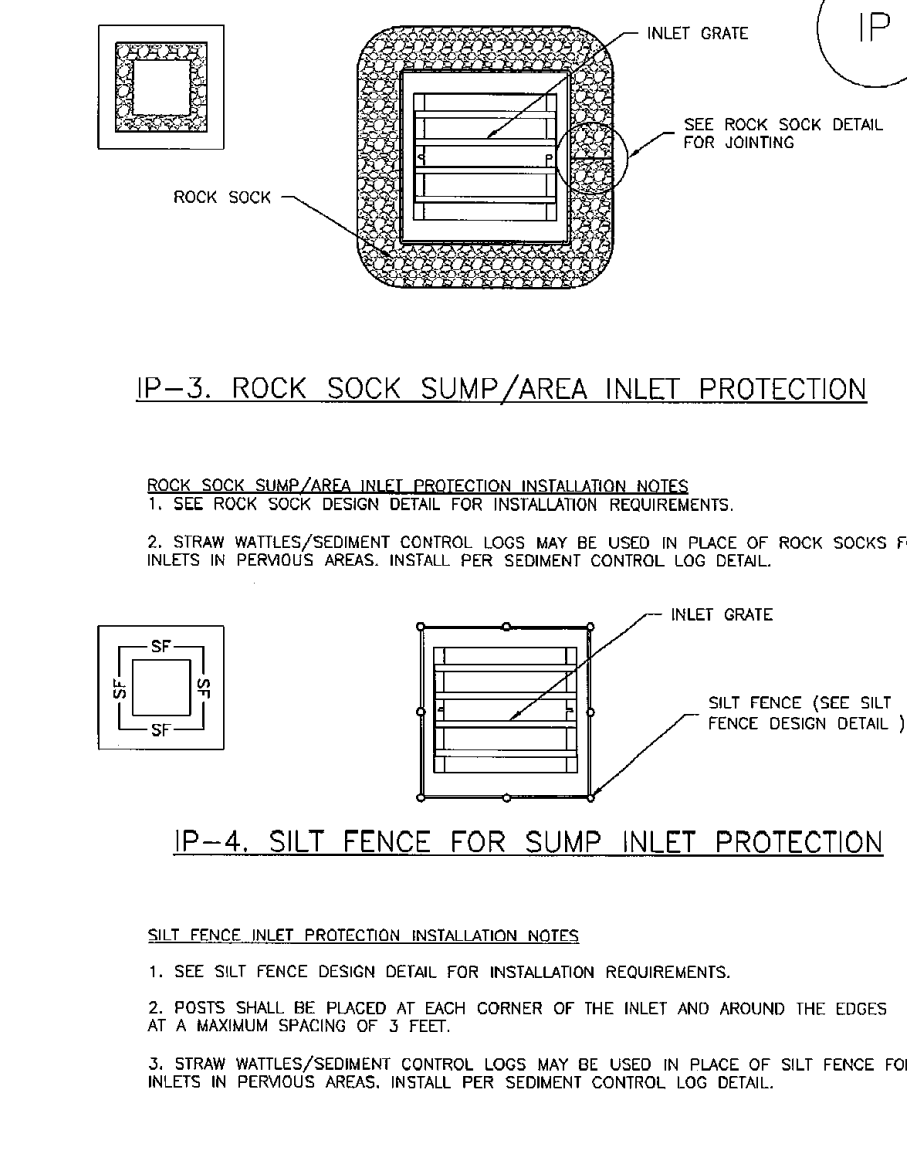 IP
INLET GRATE
SEE ROCK SOCK DETAIL
FOR JOINTING
ROCK SOCK
IP-3. ROCK SOCK SUMP/AREA INLET PROTECTION
ROCK SOCK SUMP/AREA INLET PROTECTION INSTALLATION NOTES
1. SEE ROCK SOCK DESIGN DETAIL FOR INSTALLATION REQUIREMENTS.
2. STRAW WATTLES/SEDIMENT CONTROL LOGS MAY BE USED IN PLACE OF ROCK SOCKS
INLETS IN PERVIOUS AREAS. INSTALL PER SEDIMENT CONTROL LOG DETAIL.
INLET GRATE
SF
SF
SF
SF
SILT FENCE (SEE SILT
FENCE DESIGN DETAIL )
IP-4. SILT FENCE FOR SUMP INLET PROTECTION
SILT FENCE INLET PROTECTION INSTALLATION NOTES
1. SEE SILT FENCE DESIGN DETAIL FOR INSTALLATION REQUIREMENTS.
2. POSTS SHALL BE PLACED AT EACH CORNER OF THE INLET AND AROUND THE EDGES
AT A MAXIMUM SPACING OF 3 FEET.
3. STRAW WATTLES/SEDIMENT CONTROL LOGS MAY BE USED IN PLACE OF SILT FENCE FOR
INLETS IN PERVIOUS AREAS. INSTALL PER SEDIMENT CONTROL LOG DETAIL.